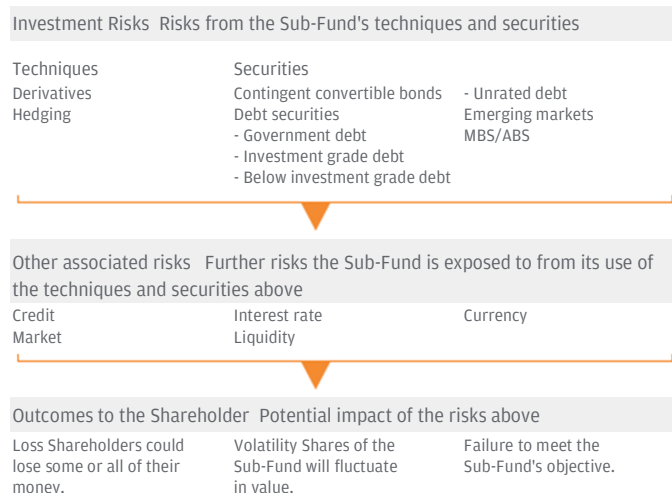 Investment Risks Risks from the Sub-Fund's techniques and securities
Techniques
Derivatives
Hedging
Securities
Contingent convertible bonds
Debt securities
- Government debt
- Investment grade debt
- Below investment grade debt
- Unrated debt
Emerging markets
MBS/ABS
Other associated risks Further risks the Sub-Fund is exposed to from its use of
the techniques and securities above
Credit
Market
Interest rate
Liquidity
Currency
Outcomes to the Shareholder Potential impact of the risks above
Loss Shareholders could
lose some or all of their
money.
Volatility Shares of the
Sub-Fund will fluctuate
in value.
Failure to meet the
Sub-Fund's objective.